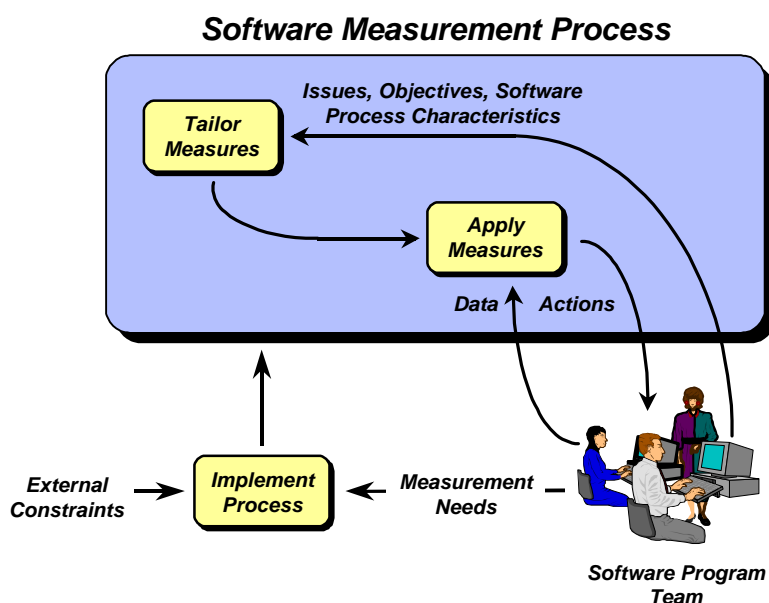 Software Measurement Process
Issues, Objectives, Software
Process Characteristics
Tailor
Measures
Apply
Measures
Data
Actions
Implement
Process
External
Constraints
Measurement
Needs
Software Program
Team